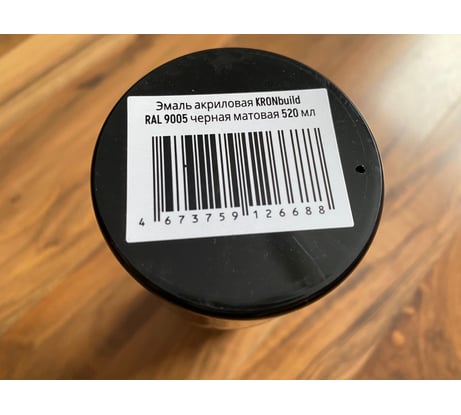 Эмаль акриловая KRONbuild
RAL 9005 черная матовая 520 мл
4 673759 126688